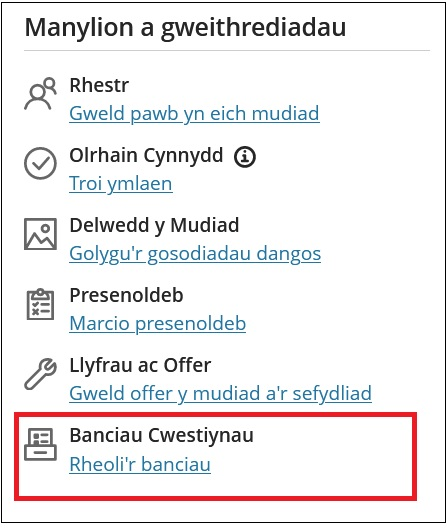 Manylion a gweithrediadau
Rhestr
Gweld pawb yn eich mudiad
Olrhain Cynnydd
Troi ymlaen
Delwedd y Mudiad
Golygu'r gosodiadau dangos
Presenoldeb
Marcio presenoldeb
Llyfrau ac Offer
Gweld offer y mudiad a'r sefydliad
Banciau Cwestiynau
Rheoli'r banciau